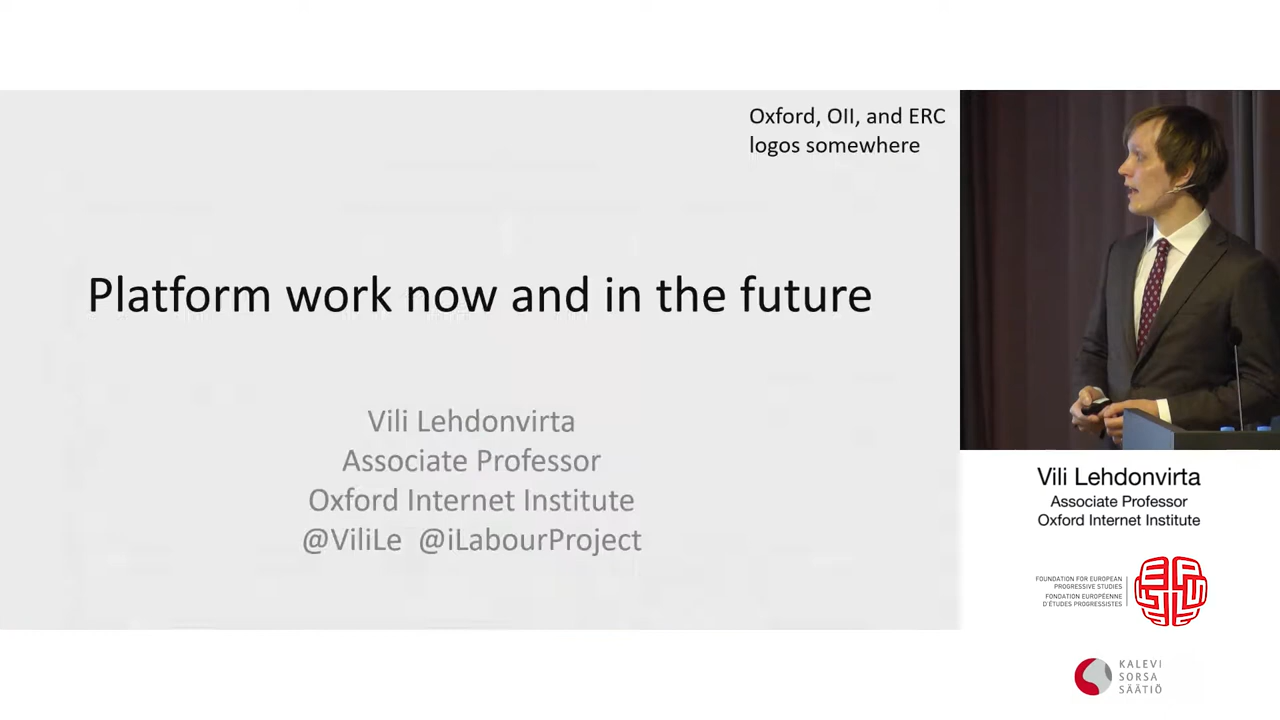 Oxford, OII, and ERC
logos somewhere
Platform work now and in the future
Vili Lehdonvirta
Associate Professor
Oxford Internet Institute
@ViliLe @iLabourProject
Vili Lehdonvirta
Associate Professor
Oxford Internet Institute
FOUNDATION FOR EUROPEAN
PROGRESSIVE STUDIES
FONDATION EUROPÉENNE
D'ÉTUDES PROGRESSISTES
KALEVI
SORSA
SÄÄTIÖ